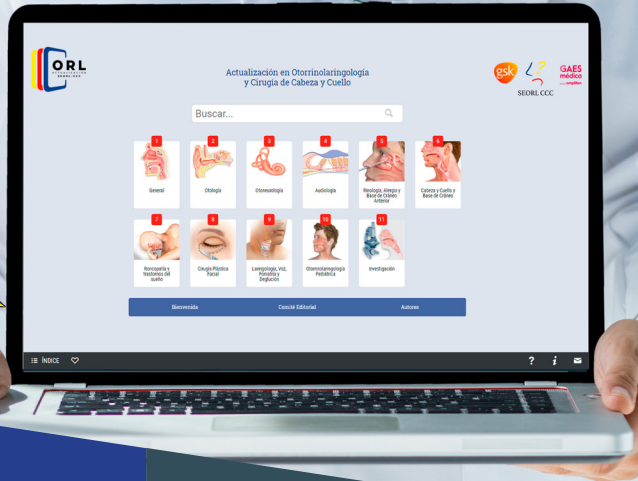 ORL
ACTUALIZACIÓN
SEORL-CCC
Actualización en Otorrinolaringología
y Cirugía de Cabeza y Cuello
gsk
SEORL CCC
GAES
médica
Buscar...
1
2
3
4
5
6
General
Otología
Otoneurología
Audiología
Rinología, Alergia y
Base de Cráneo
Anterior
Cabeza y Cuello y
Base de Cráneo
7
8
9
10
11
Roncopatía y
trastornos del
sueño
Cirugía Plástica
Facial
Laringología, Voz,
Foniatría y
Deglución
Otorrinolaringología
Pediátrica
Investigación
Bienvenida
Comité Editorial
Autores
ÍNDICE
?
i